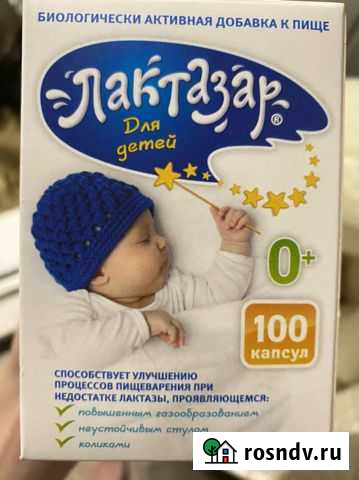 БИОЛОГИЧЕСКИ АКТИВНАЯ ДОБАВКА К ПИЩЕ
Лактазар®
Для
детей
0+
100
капсул
СПОСОБСТВУЕТ УЛУЧШЕНИЮ
ПРОЦЕССОВ ПИЩЕВАРЕНИЯ ПРИ
НЕДОСТАТКЕ ЛАКТАЗЫ, ПРОЯВЛЯЮЩЕМСЯ:
повышенным газообразованием
неустойчивым стулом
коликами
rosndv.ru